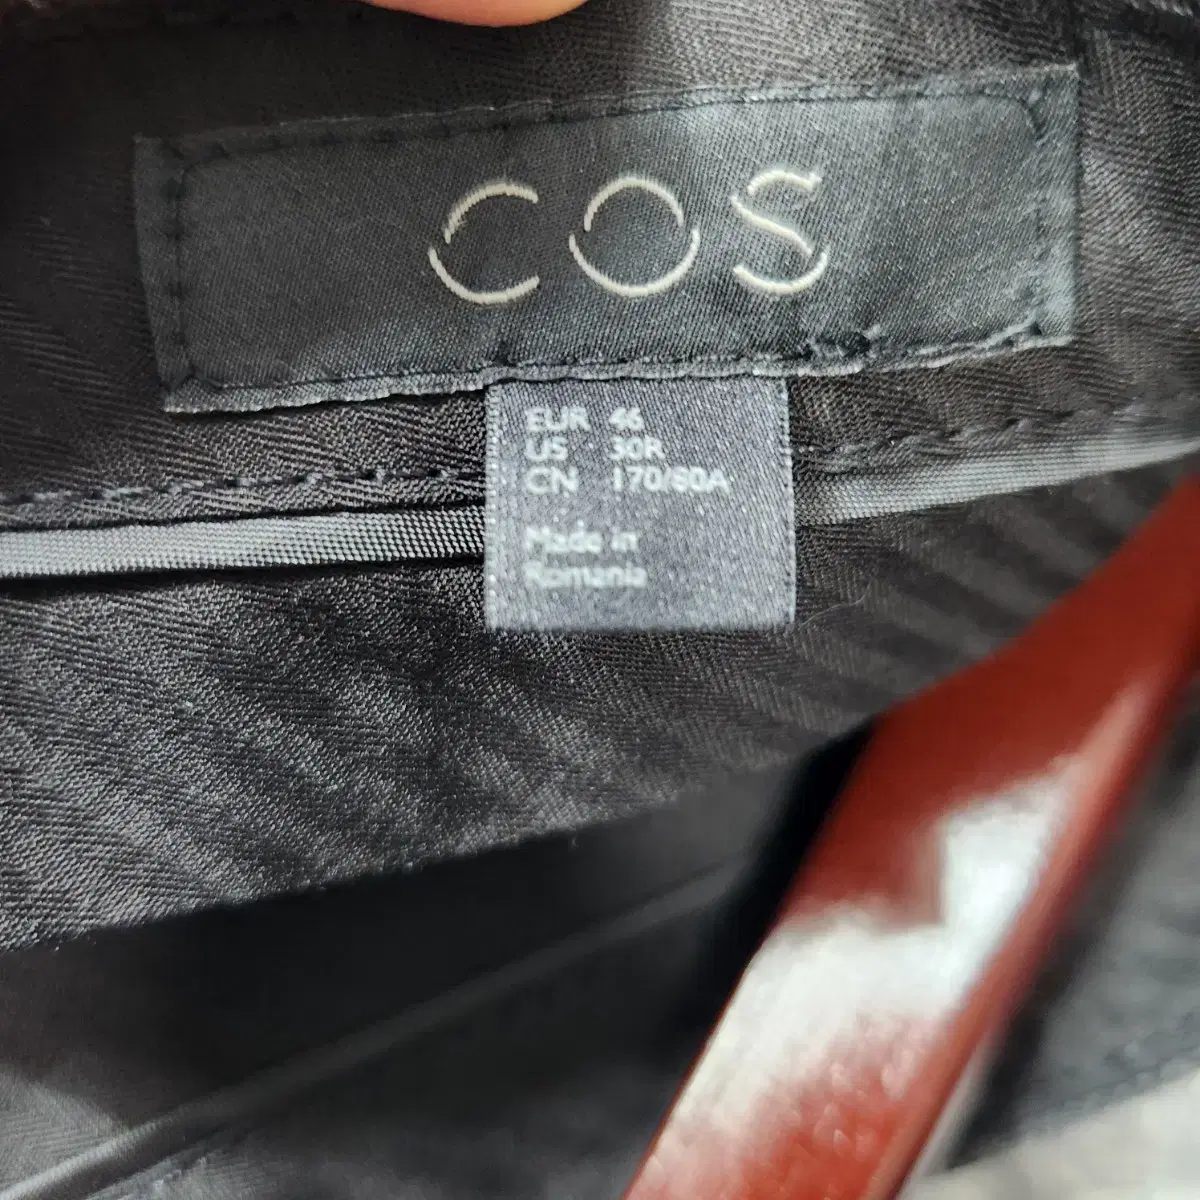 COS
EUR 46
US 30R
CN 170/80A
Made in
Romania